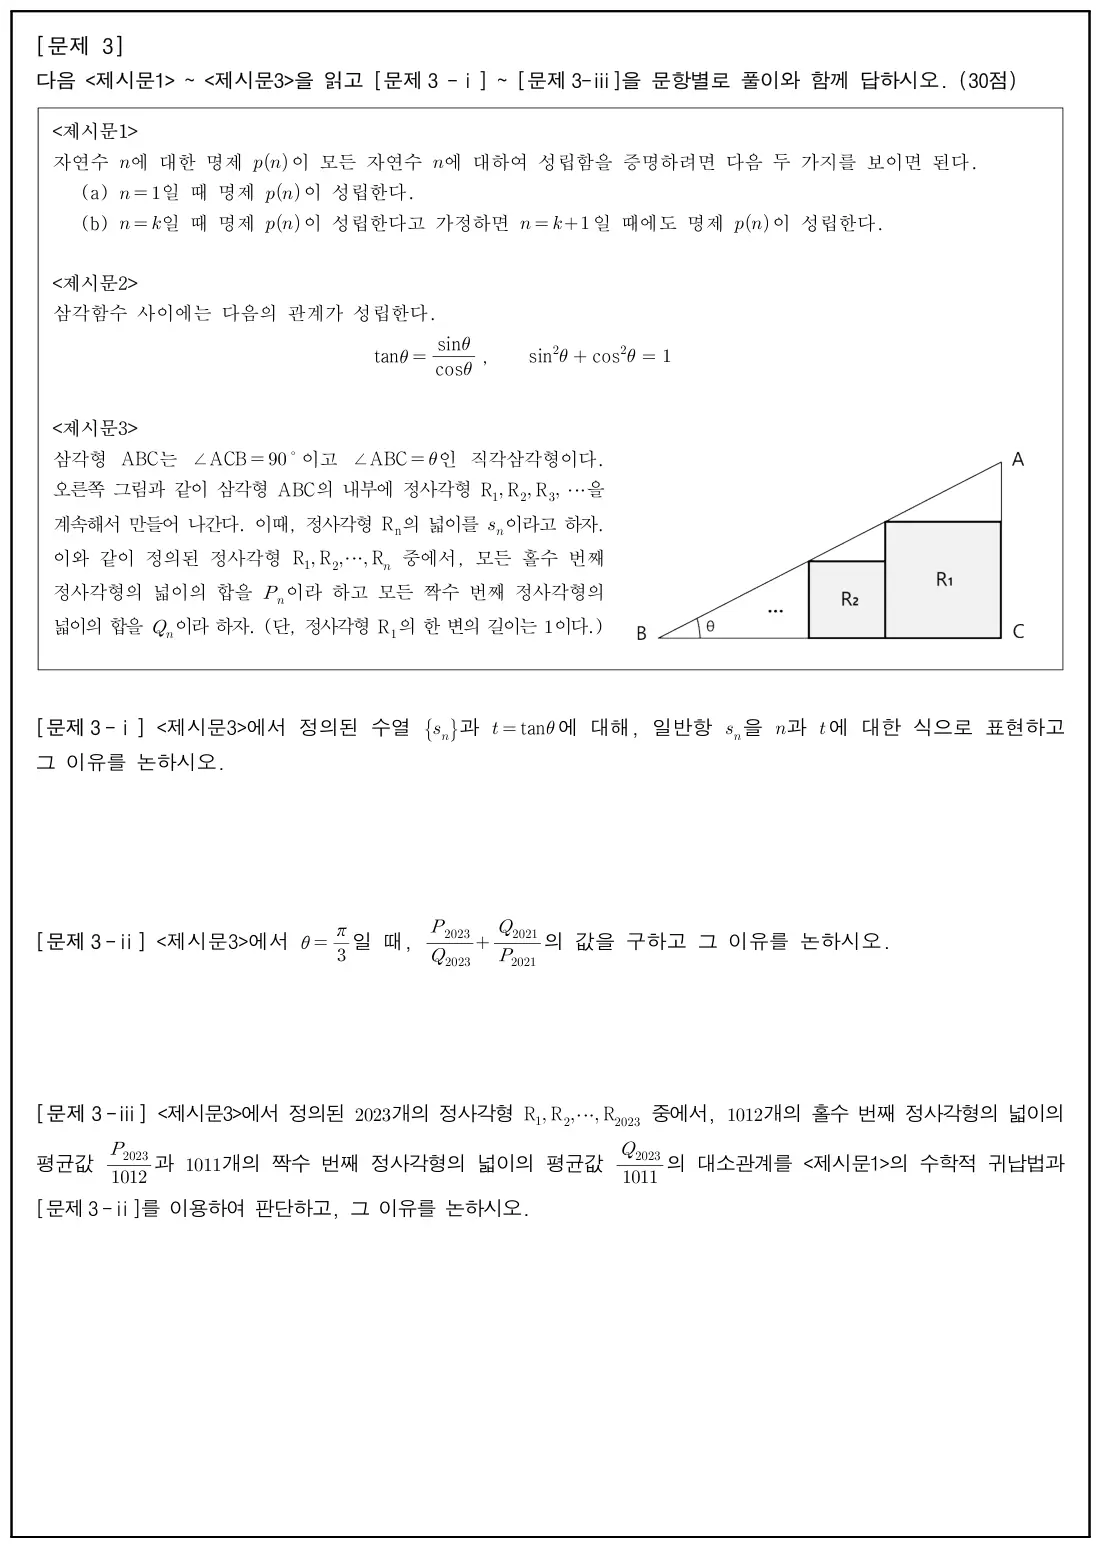 [문제 3]
다음 <제시문1> ~ <제시문3>을 읽고 [문제 3 - ⅰ] ~ [문제 3-ⅲ]을 문항별로 풀이와 함께 답하시오. (30점)
<제시문1>
자연수 n에 대한 명제 p(n)이 모든 자연수 n에 대하여 성립함을 증명하려면 다음 두 가지를 보이면 된다.
(a) n=1일 때 명제 p(n)이 성립한다.
(b) n=k일 때 명제 p(n)이 성립한다고 가정하면 n=k+1일 때에도 명제 p(n)이 성립한다.
<제시문2>
삼각함수 사이에는 다음의 관계가 성립한다.
tanθ = sinθ/cosθ , sin²θ + cos²θ = 1
<제시문3>
삼각형 ABC는 ∠ACB=90°이고 ∠ABC=θ인 직각삼각형이다.
오른쪽 그림과 같이 삼각형 ABC의 내부에 정사각형 R₁, R₂, R₃, ⋯을
계속해서 만들어 나간다. 이때, 정사각형 Rₙ의 넓이를 sₙ이라고 하자.
이와 같이 정의된 정사각형 R₁, R₂, ⋯, Rₙ 중에서, 모든 홀수 번째
정사각형의 넓이의 합을 Pₙ이라 하고 모든 짝수 번째 정사각형의
넓이의 합을 Qₙ이라 하자. (단, 정사각형 R₁의 한 변의 길이는 1이다.)
A
R₁
R₂
...
B
θ
C
[문제 3-ⅰ] <제시문3>에서 정의된 수열 {sₙ}과 t=tanθ에 대해, 일반항 sₙ을 n과 t에 대한 식으로 표현하고
그 이유를 논하시오.
[문제 3-ⅱ] <제시문3>에서 θ = π/3일 때, P₂₀₂₃/Q₂₀₂₃ + Q₂₀₂₁/P₂₀₂₁의 값을 구하고 그 이유를 논하시오.
[문제 3-ⅲ] <제시문3>에서 정의된 2023개의 정사각형 R₁, R₂, ⋯, R₂₀₂₃ 중에서, 1012개의 홀수 번째 정사각형의 넓이의
평균값 P₂₀₂₃/1012과 1011개의 짝수 번째 정사각형의 넓이의 평균값 Q₂₀₂₃/1011의 대소관계를 <제시문1>의 수학적 귀납법과
[문제 3-ⅱ]를 이용하여 판단하고, 그 이유를 논하시오.